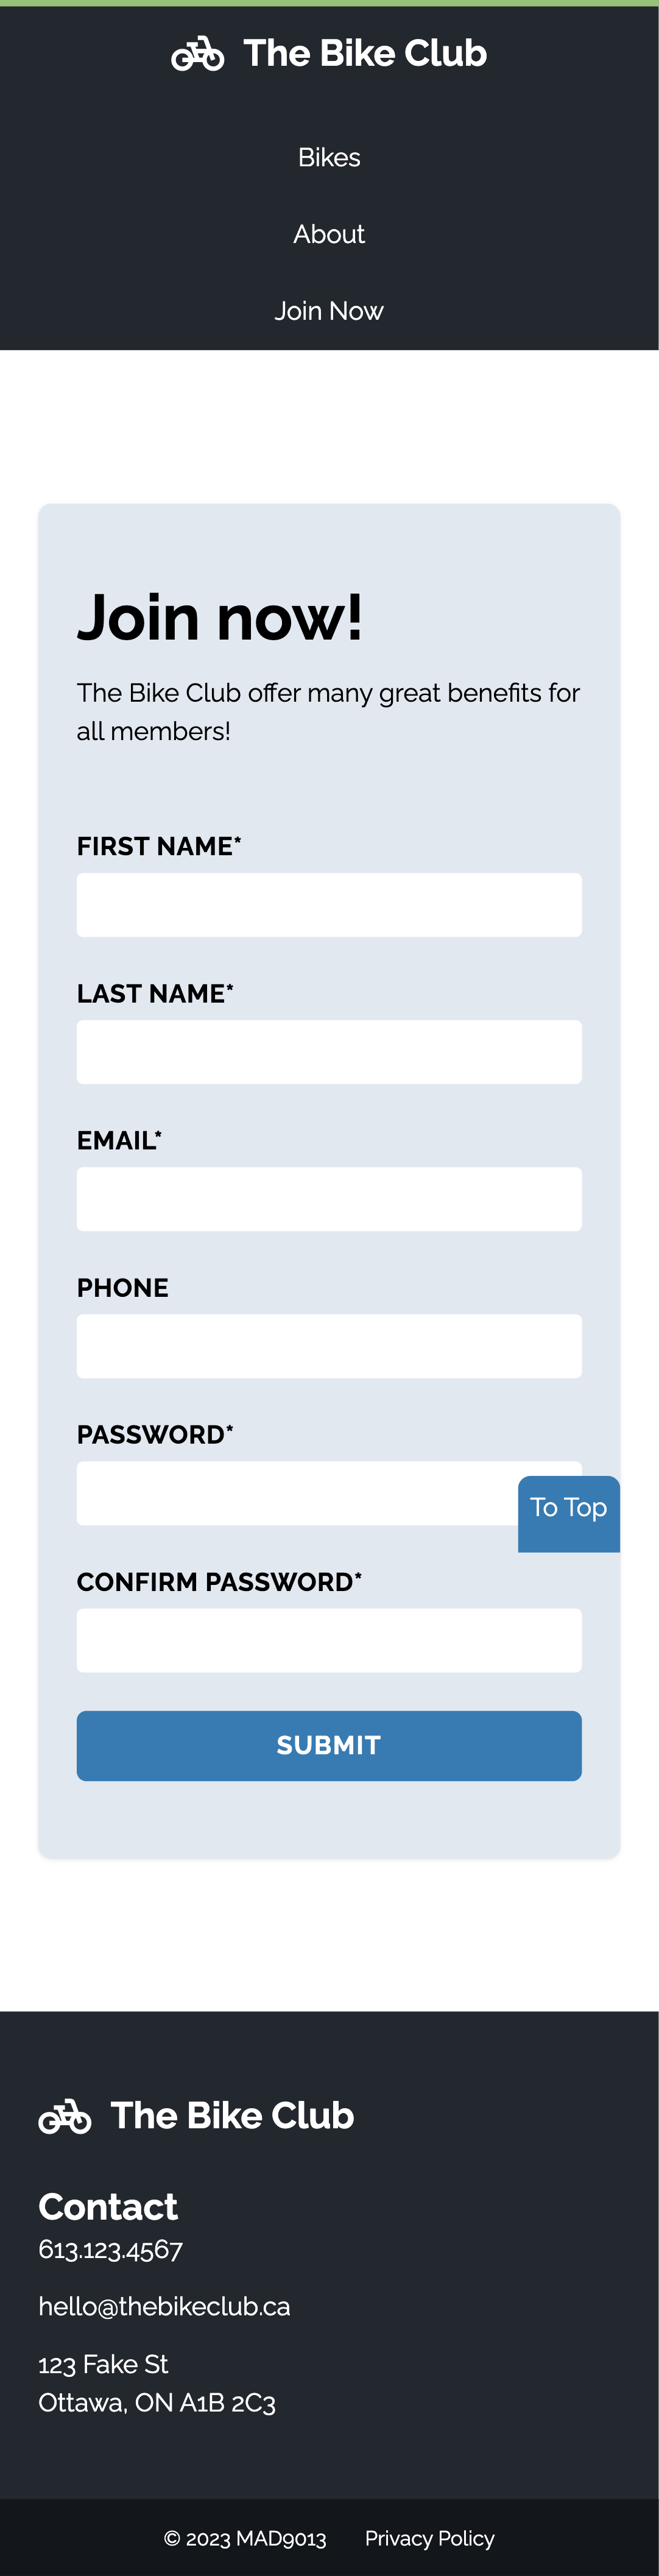 The Bike Club
Bikes
About
Join Now
Join now!
The Bike Club offer many great benefits for
all members!
FIRST NAME*
LAST NAME*
EMAIL*
PHONE
PASSWORD*
To Top
CONFIRM PASSWORD*
SUBMIT
The Bike Club
Contact
613.123.4567
hello@thebikeclub.ca
123 Fake St
Ottawa, ON A1B 2C3
© 2023 MAD9013 Privacy Policy